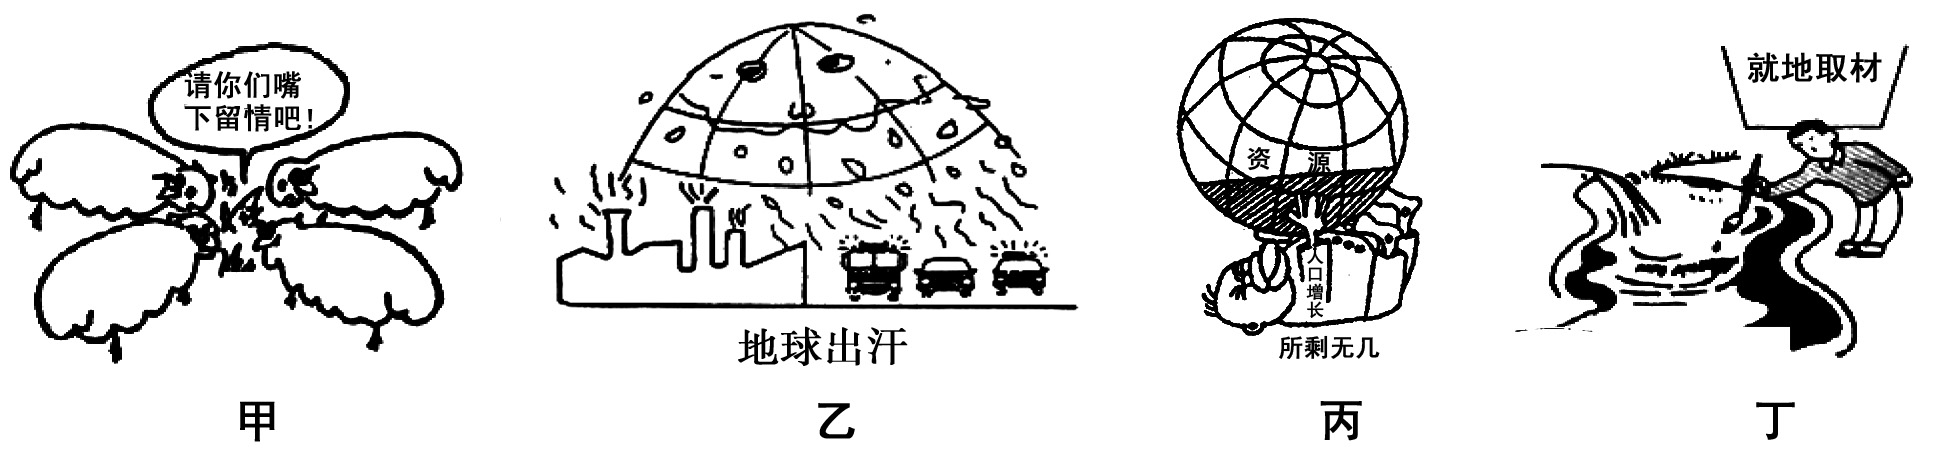 请你们嘴
下留情吧！
地球出汗
资源
人口增长
所剩无几
就地取材
甲
乙
丙
丁